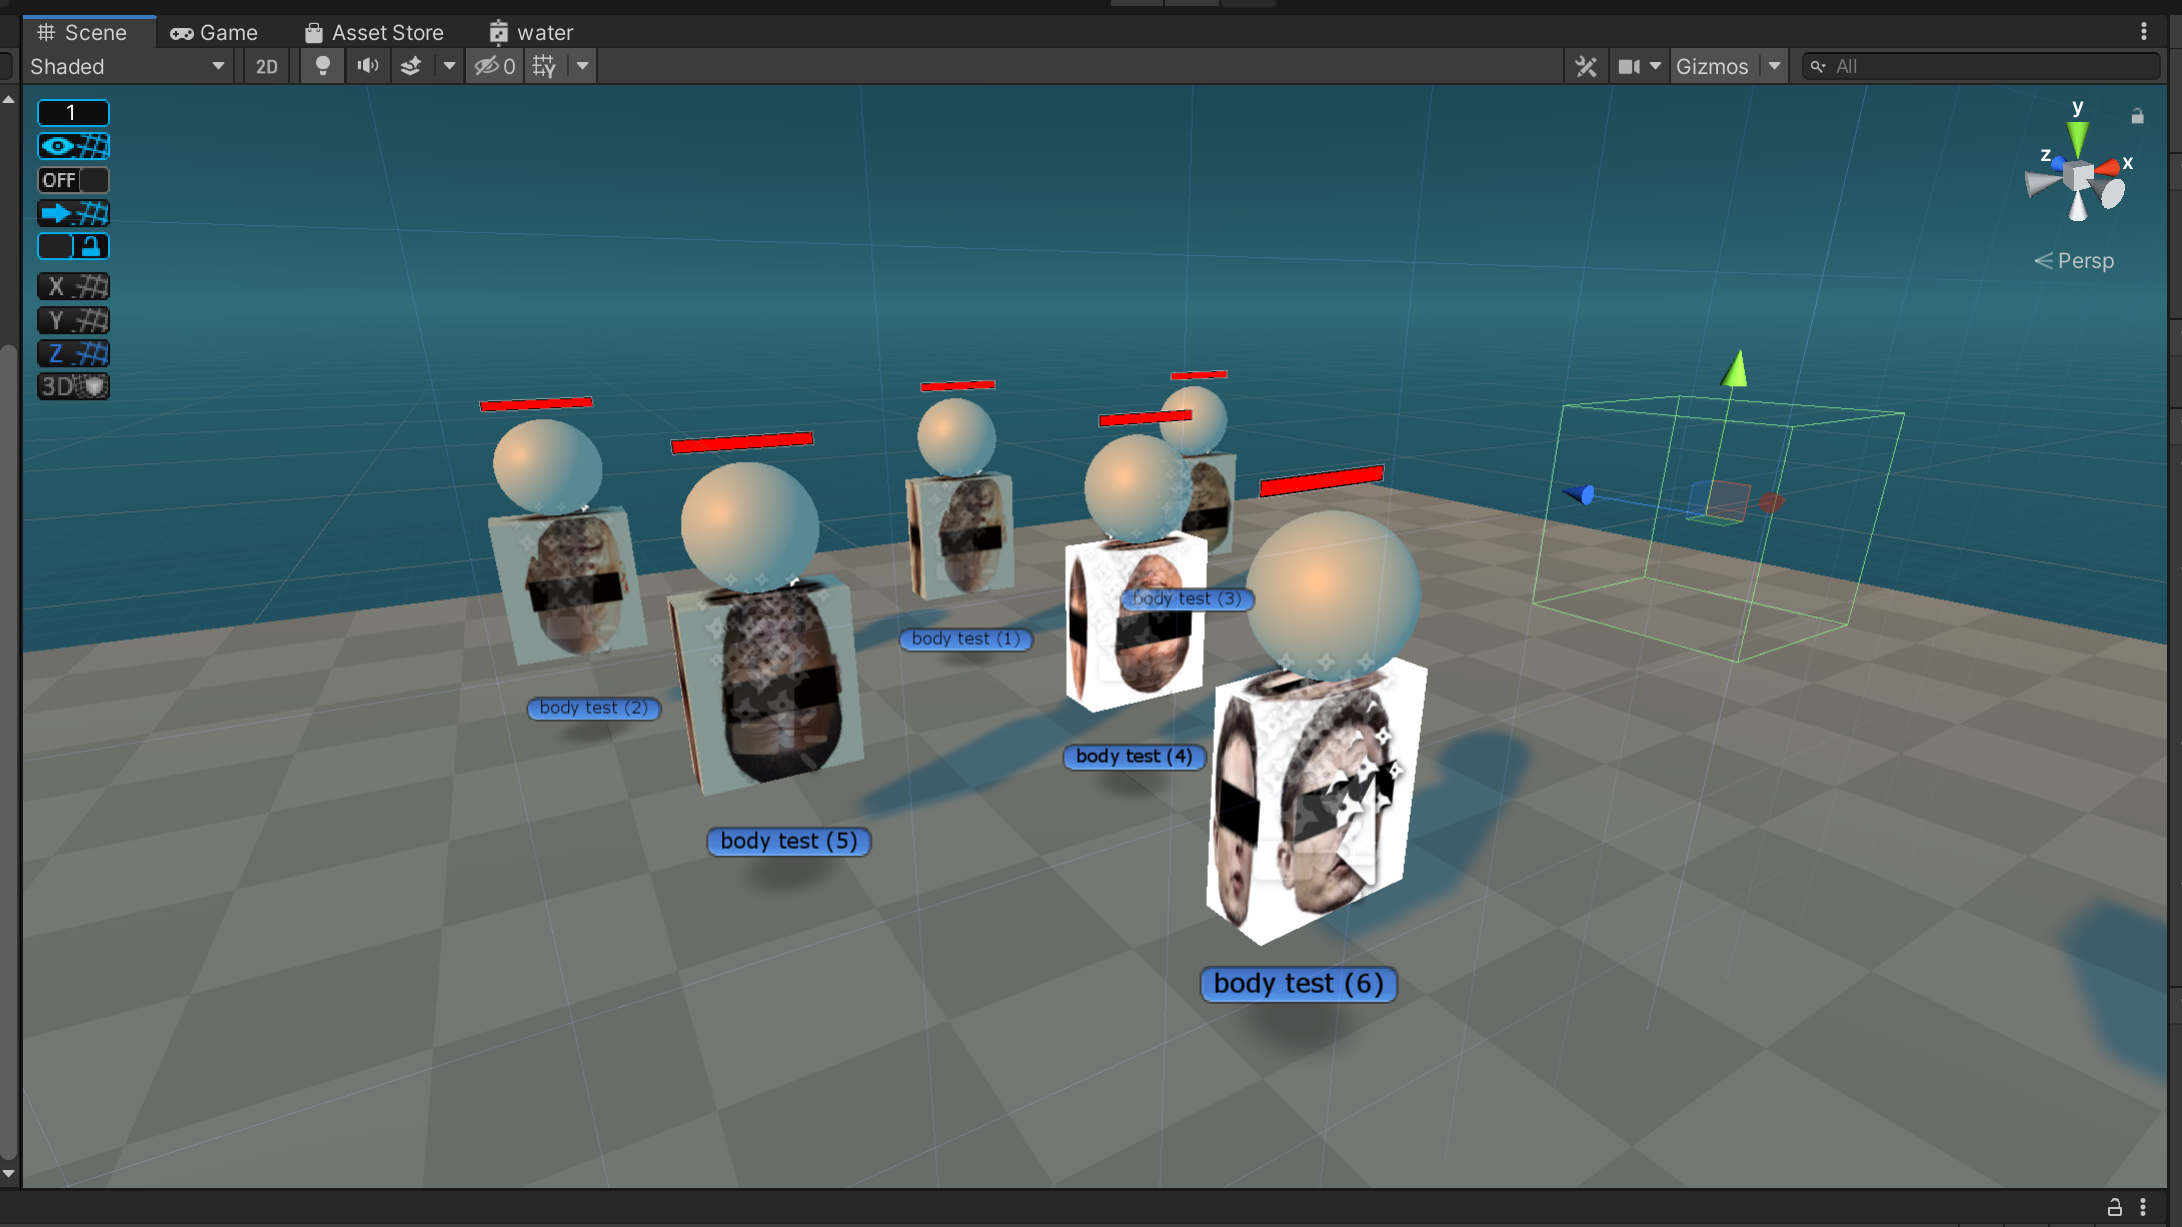 Scene Game Asset Store water
Shaded 2D 0 Gizmos All
1
OFF
X
Y
Z
3D
y
z x
Persp
body test (3)
body test (1)
body test (2)
body test (4)
body test (5)
body test (6)